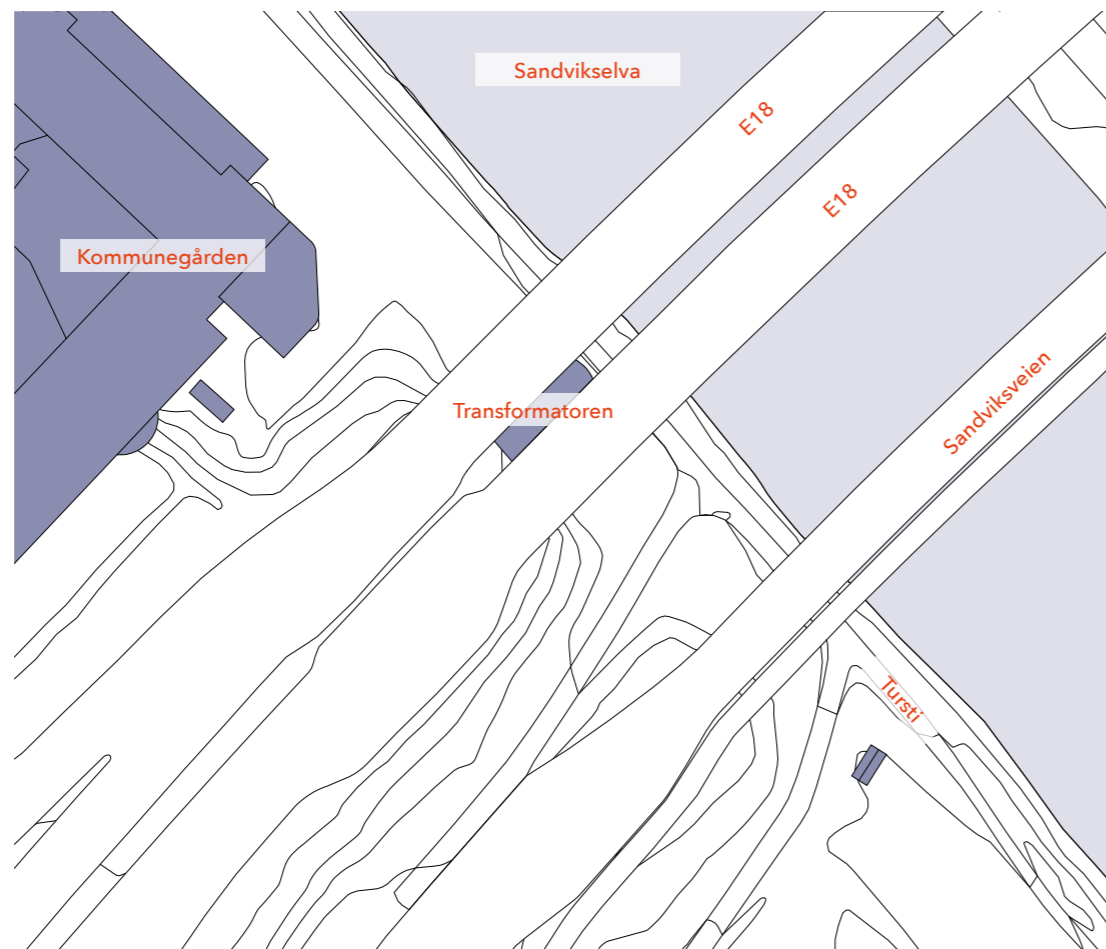 Sandvikselva
E18
E18
Kommunegården
Sandviksveien
Transformatoren
Tursti